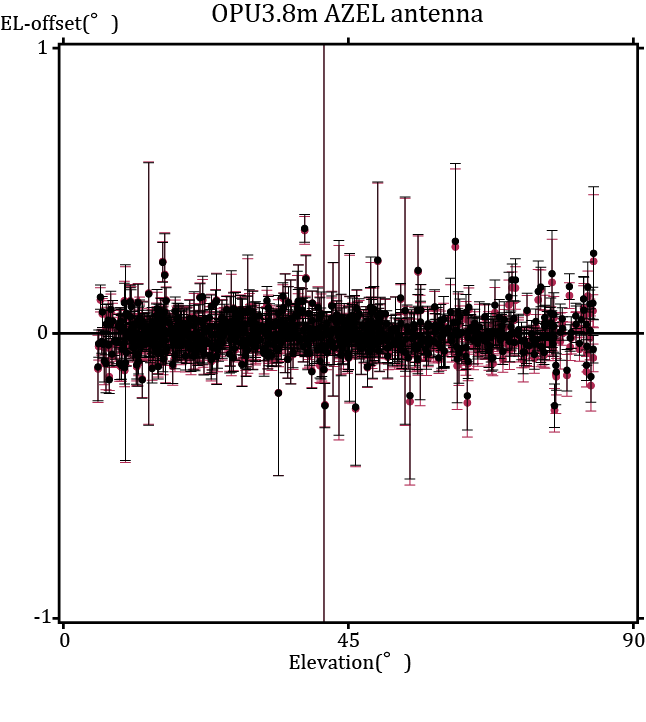 OPU3.8m AZEL antenna
EL-offset(°)
1
0
-1
0 45 90
Elevation(°)